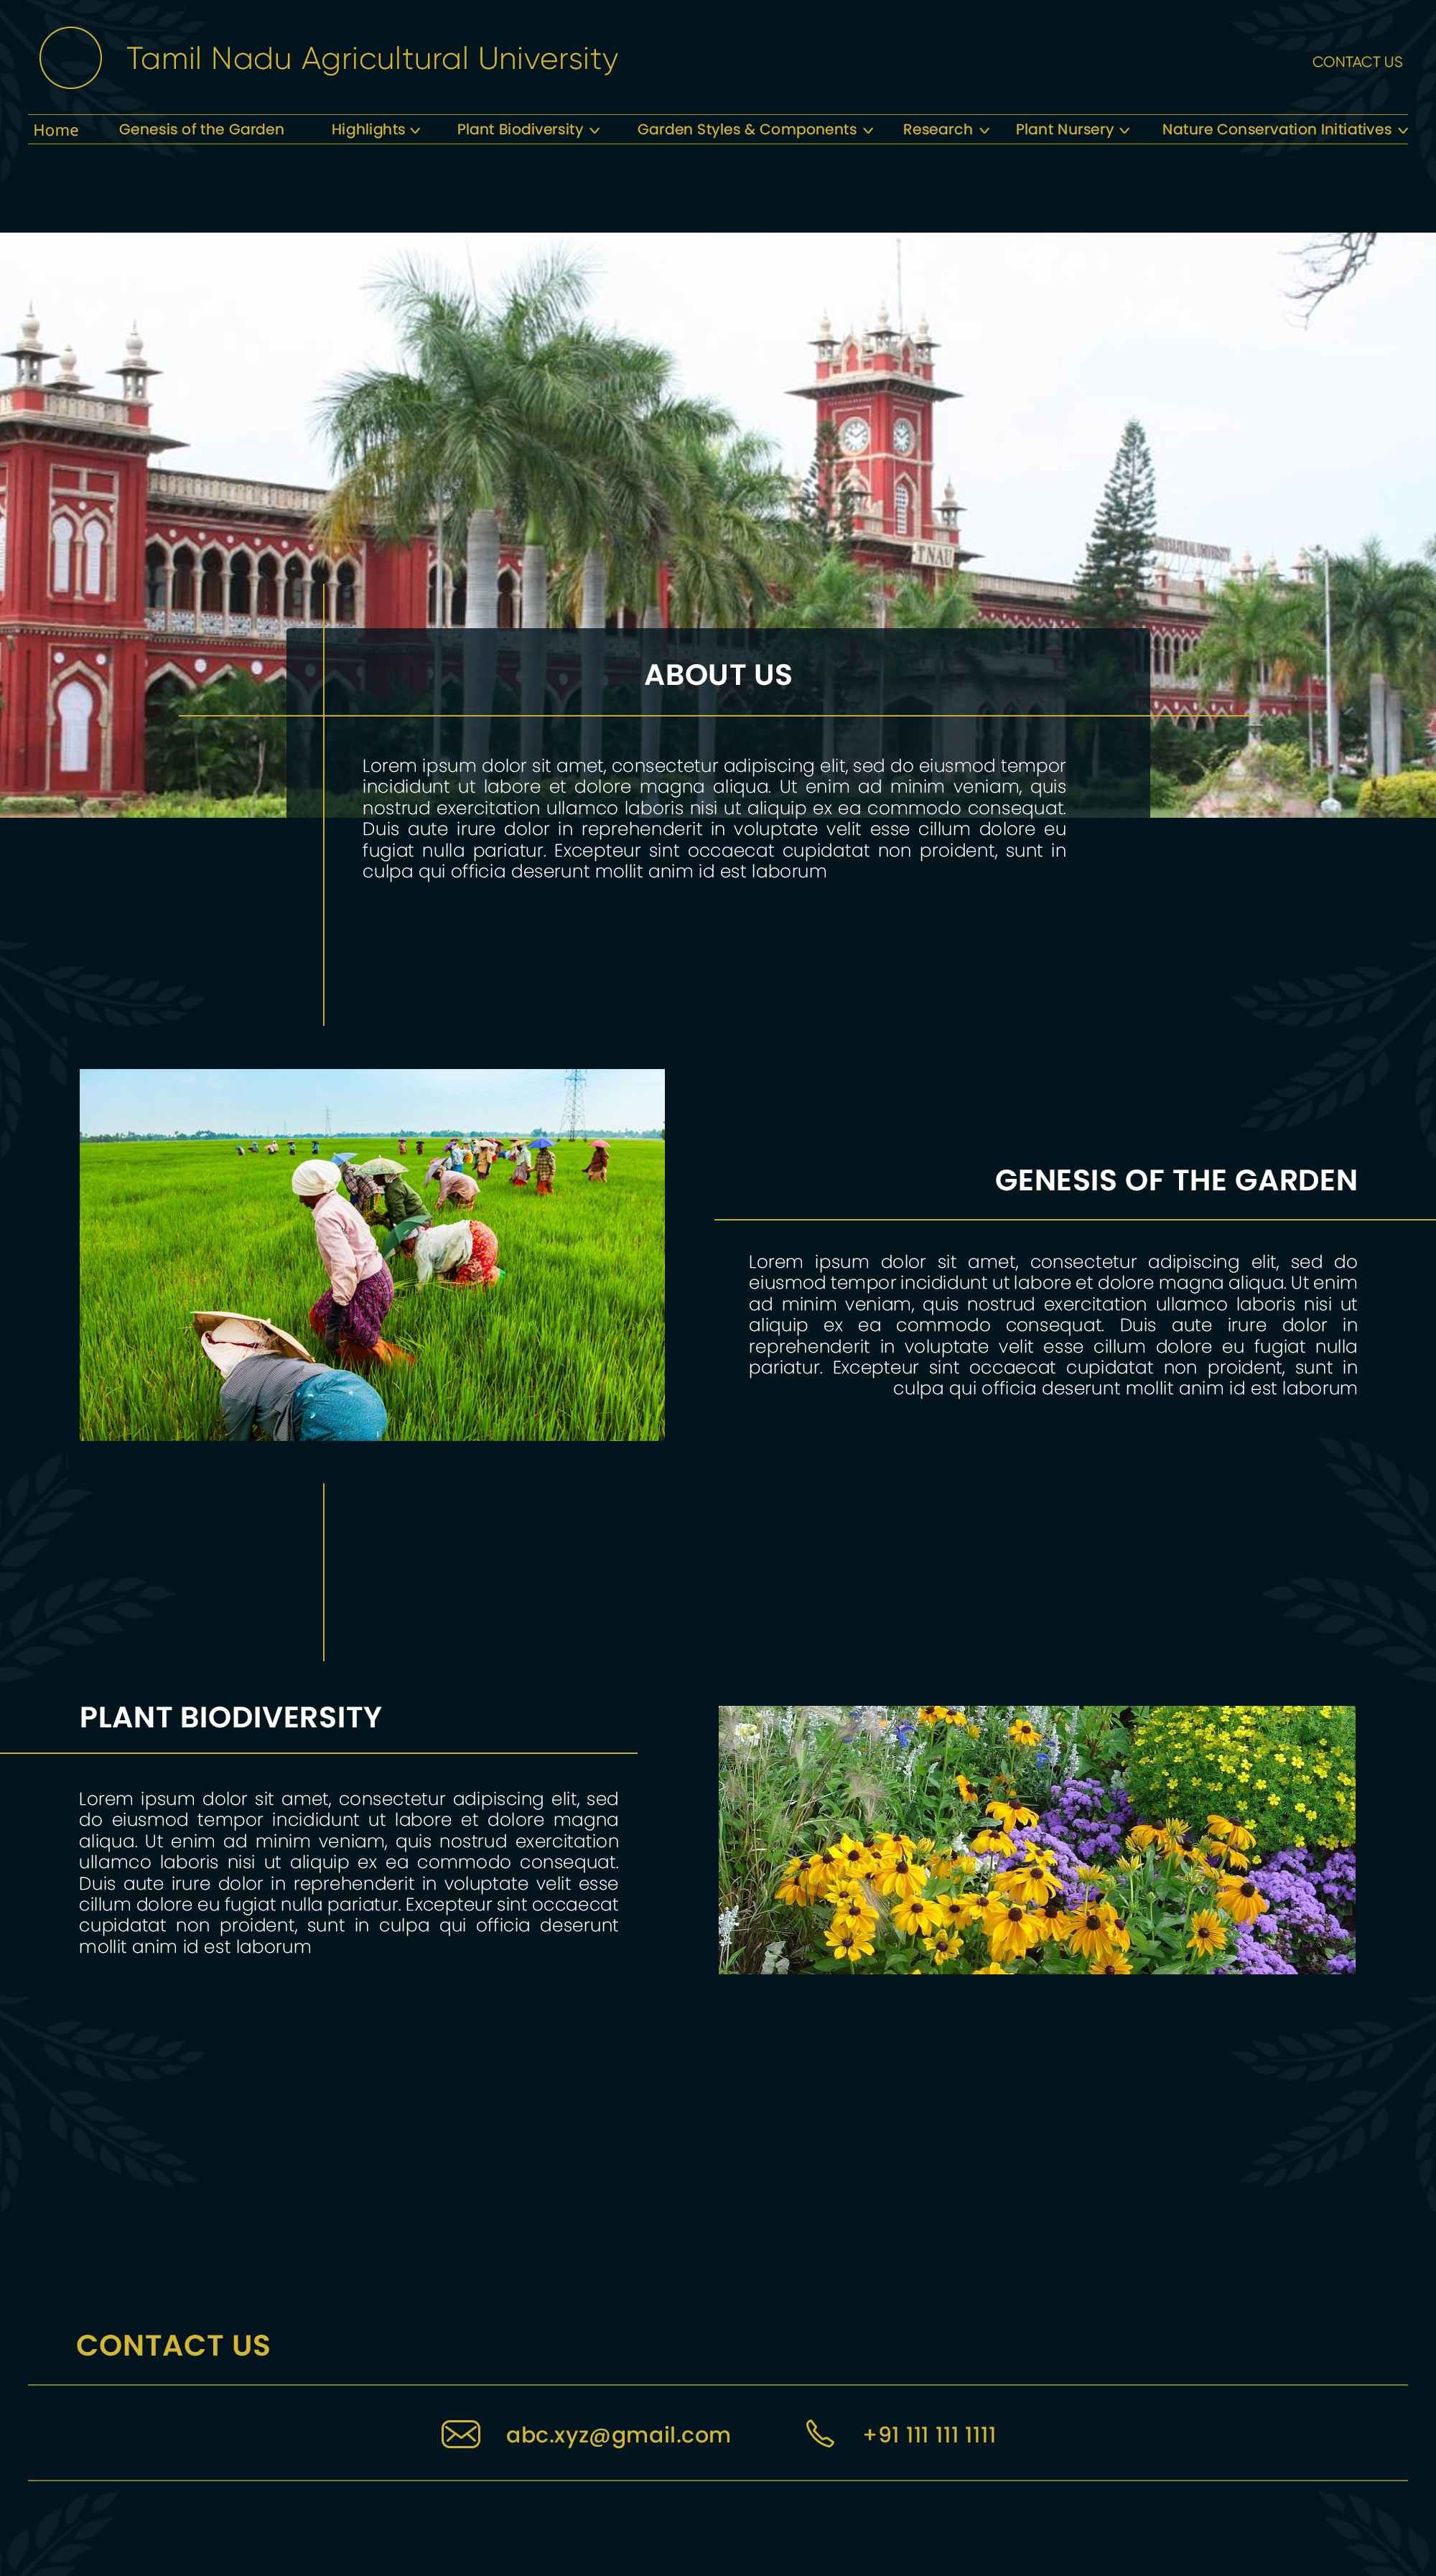 Tamil Nadu Agricultural University
CONTACT US
Home Genesis of the Garden Highlights Plant Biodiversity Garden Styles & Components Research Plant Nursery Nature Conservation Initiatives
TNAU
ABOUT US
Lorem ipsum dolor sit amet, consectetur adipiscing elit, sed do eiusmod tempor
incididunt ut labore et dolore magna aliqua. Ut enim ad minim veniam, quis
nostrud exercitation ullamco laboris nisi ut aliquip ex ea commodo consequat.
Duis aute irure dolor in reprehenderit in voluptate velit esse cillum dolore eu
fugiat nulla pariatur. Excepteur sint occaecat cupidatat non proident, sunt in
culpa qui officia deserunt mollit anim id est laborum
GENESIS OF THE GARDEN
Lorem ipsum dolor sit amet, consectetur adipiscing elit, sed do
eiusmod tempor incididunt ut labore et dolore magna aliqua. Ut enim
ad minim veniam, quis nostrud exercitation ullamco laboris nisi ut
aliquip ex ea commodo consequat. Duis aute irure dolor in
reprehenderit in voluptate velit esse cillum dolore eu fugiat nulla
pariatur. Excepteur sint occaecat cupidatat non proident, sunt in
culpa qui officia deserunt mollit anim id est laborum
PLANT BIODIVERSITY
Lorem ipsum dolor sit amet, consectetur adipiscing elit, sed
do eiusmod tempor incididunt ut labore et dolore magna
aliqua. Ut enim ad minim veniam, quis nostrud exercitation
ullamco laboris nisi ut aliquip ex ea commodo consequat.
Duis aute irure dolor in reprehenderit in voluptate velit esse
cillum dolore eu fugiat nulla pariatur. Excepteur sint occaecat
cupidatat non proident, sunt in culpa qui officia deserunt
mollit anim id est laborum
CONTACT US
abc.xyz@gmail.com +91 111 111 1111